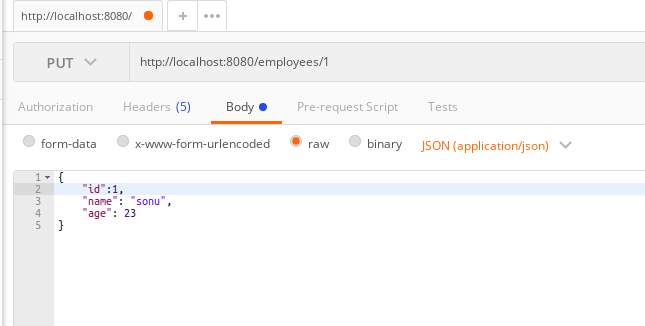 http://localhost:8080/ + •••
PUT http://localhost:8080/employees/1
Authorization Headers (5) Body Pre-request Script Tests
form-data x-www-form-urlencoded raw binary JSON (application/json)
1 {
2 "id":1,
3 "name": "sonu",
4 "age": 23
5 }